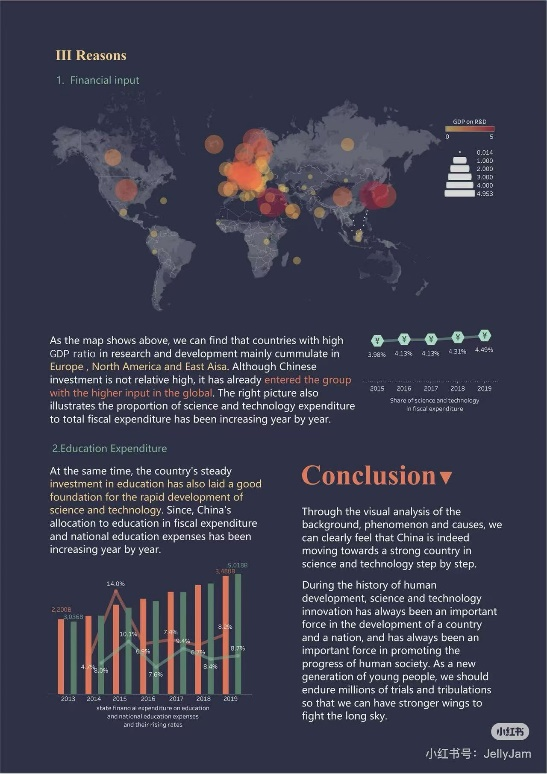 III Reasons
1. Financial input
GDP on R&D
0 5
0.014
1.000
2.000
3.000
4.000
4.953
As the map shows above, we can find that countries with high
GDP ratio in research and development mainly cummulate in
Europe , North America and East Aisa. Although Chinese
investment is not relative high, it has already entered the group
with the higher input in the global. The right picture also
illustrates the proportion of science and technology expenditure
to total fiscal expenditure has been increasing year by year.
¥ ¥ ¥ ¥ ¥
3.98% 4.13% 4.13% 4.31% 4.49%
2015 2016 2017 2018 2019
Share of science and technology
in fiscal expenditure
2.Education Expenditure
At the same time, the country's steady
investment in education has also laid a good
foundation for the rapid development of
science and technology. Since, China's
allocation to education in fiscal expenditure
and national education expenses has been
increasing year by year.
14.0%
10.1%
7.6%
8.4%
8.2%
8.7%
2013 2014 2015 2016 2017 2018 2019
state financial expenditure on education
and national education expenses
and their rising rates
Conclusion▼
Through the visual analysis of the
background, phenomenon and causes, we
can clearly feel that China is indeed
moving towards a strong country in
science and technology step by step.
During the history of human
development, science and technology
innovation has always been an important
force in the development of a country
and a nation, and has always been an
important force in promoting the
progress of human society. As a new
generation of young people, we should
endure millions of trials and tribulations
so that we can have stronger wings to
fight the long sky.
小红书
小红书号: JellyJam